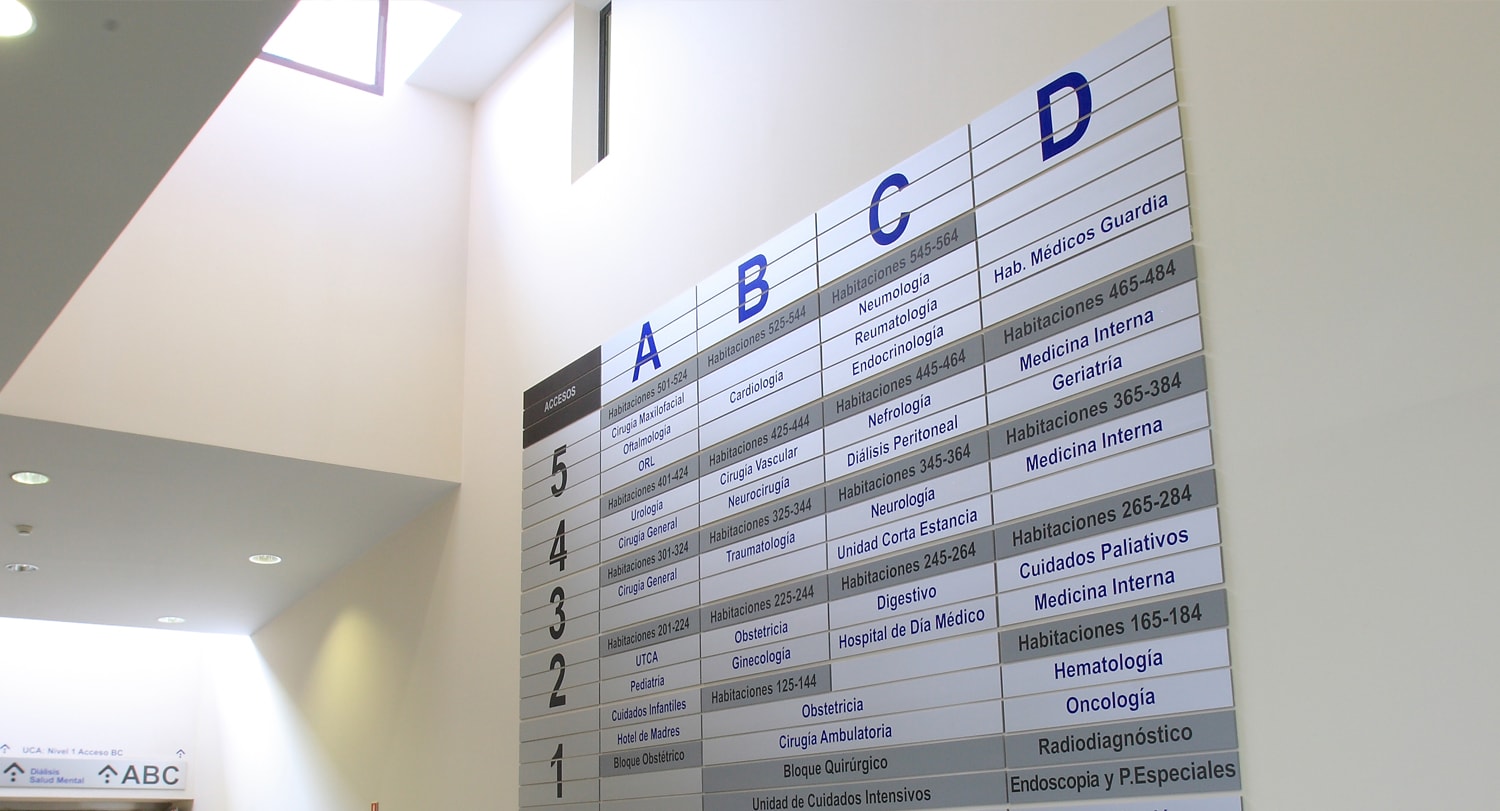 ACCESOS
A
B
C
D
5
Habitaciones 501-524
Cirugía Maxilofacial
Oftalmología
ORL
Habitaciones 525-544
Cardiología
Habitaciones 545-564
Neumología
Reumatología
Endocrinología
Hab. Médicos Guardia
4
Habitaciones 401-424
Urología
Cirugía General
Habitaciones 425-444
Cirugía Vascular
Neurocirugía
Habitaciones 445-464
Nefrología
Diálisis Peritoneal
Habitaciones 465-484
Medicina Interna
Geriatría
3
Habitaciones 301-324
Cirugía General
Habitaciones 325-344
Traumatología
Habitaciones 345-364
Neurología
Unidad Corta Estancia
Habitaciones 365-384
Medicina Interna
2
Habitaciones 201-224
UTCA
Pediatría
Cuidados Infantiles
Hotel de Madres
Habitaciones 225-244
Obstetricia
Ginecología
Habitaciones 245-264
Digestivo
Hospital de Día Médico
Habitaciones 265-284
Cuidados Paliativos
Medicina Interna
1
Bloque Obstétrico
Habitaciones 125-144
Obstetricia
Cirugía Ambulatoria
Bloque Quirúrgico
Unidad de Cuidados Intensivos
Habitaciones 165-184
Hematología
Oncología
Radiodiagnóstico
Endoscopia y P.Especiales
UCA: Nivel 1 Acceso BC
Diálisis
Salud Mental
ABC